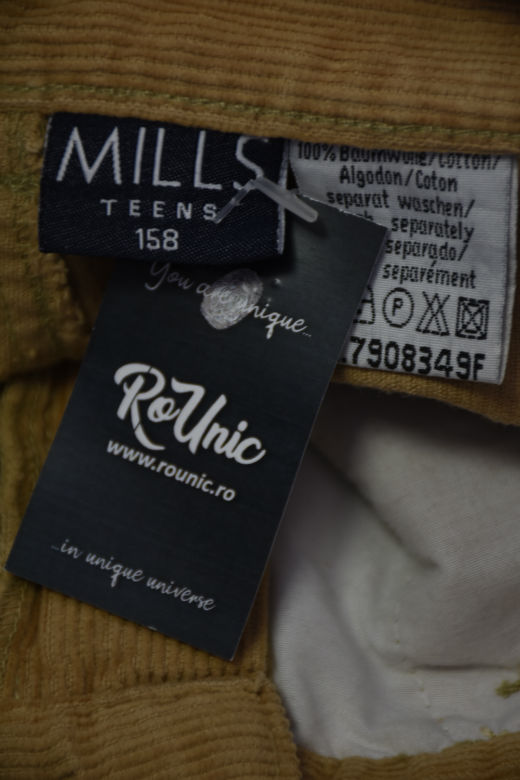 MILLS
TEENS
158
100% Baumwolle/Cotton/
Algodon/Coton
separat waschen/
separately
separado/
separément
P
7908349F
You are unique...
RoUnic
www.rounic.ro
...in unique universe